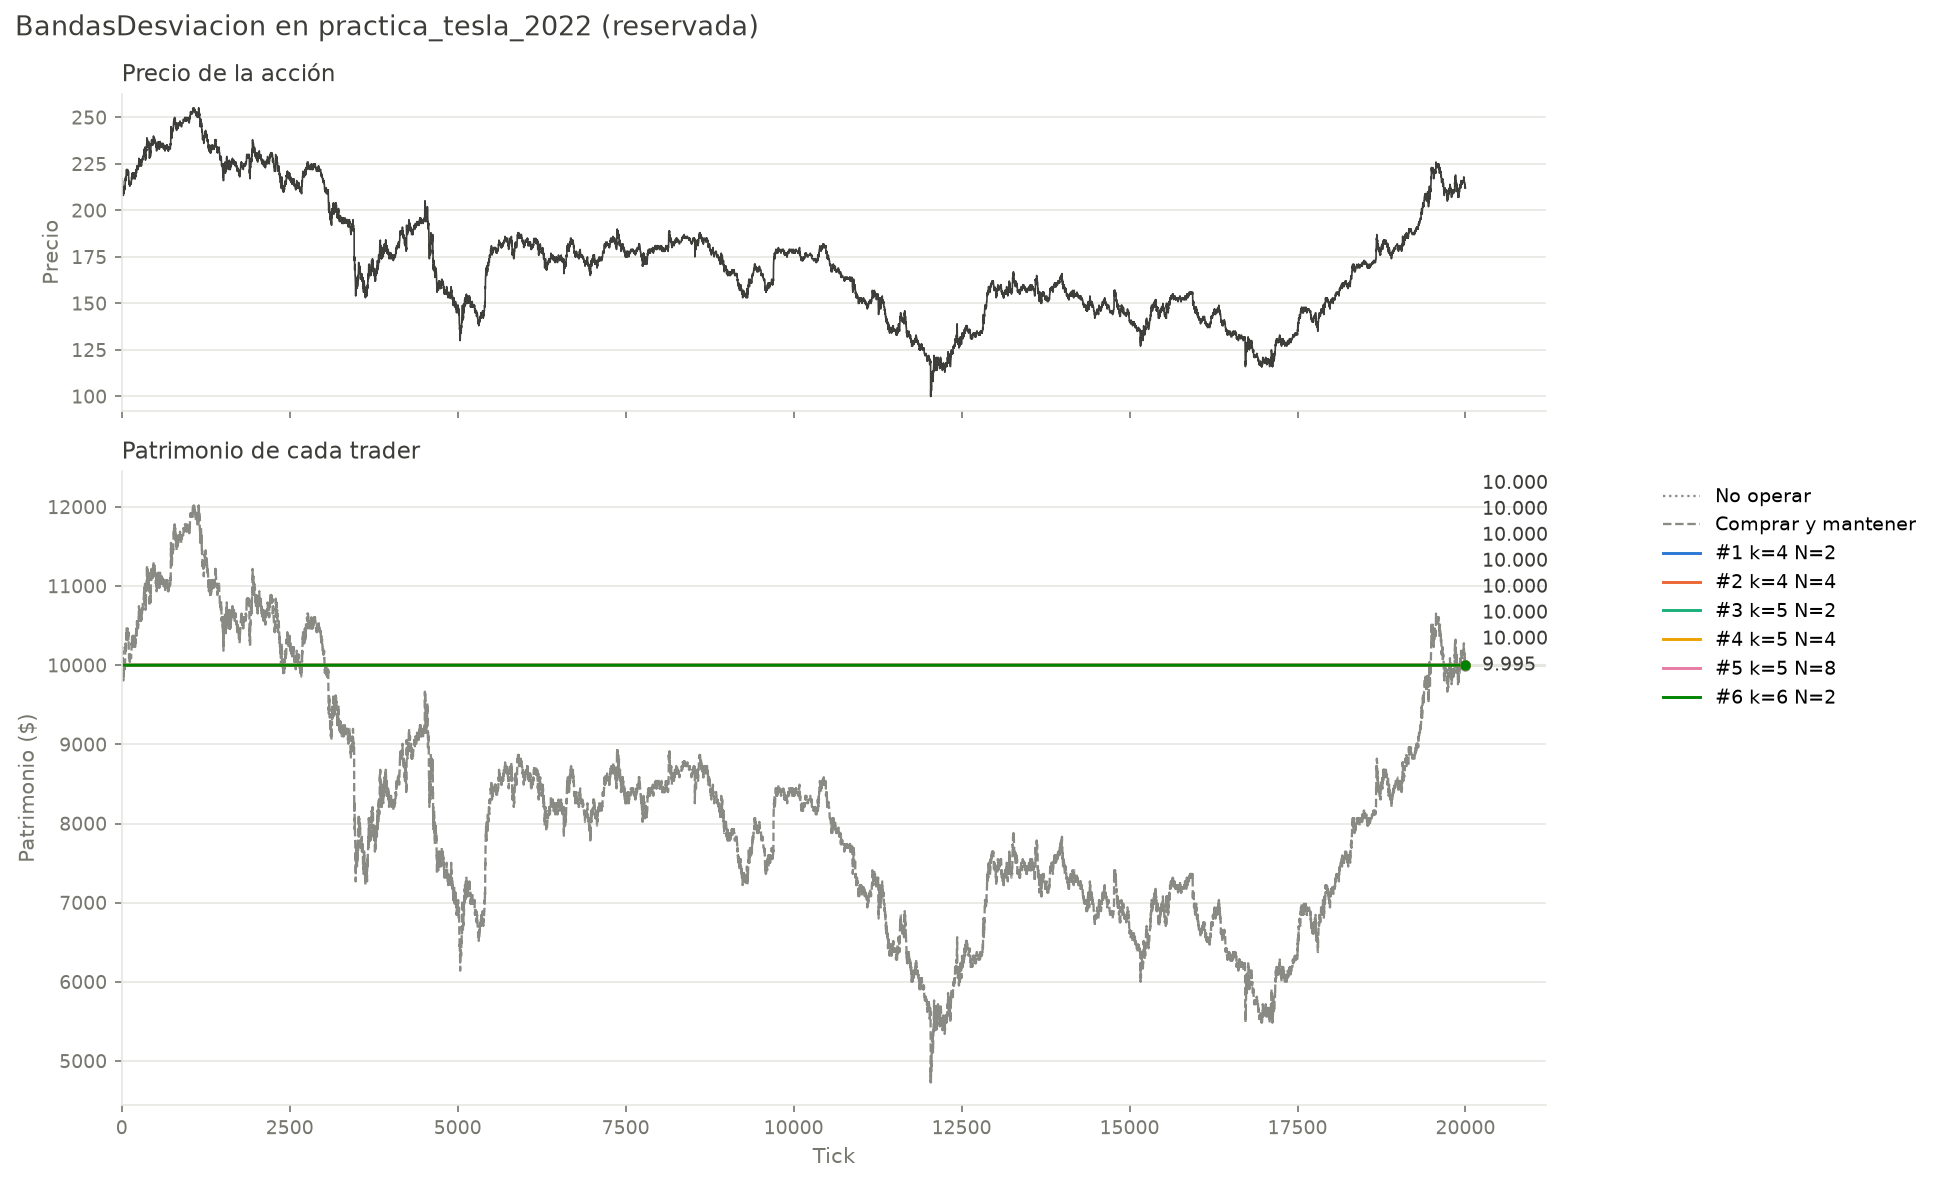 BandasDesviacion en practica_tesla_2022 (reservada)
Precio de la acción
Precio
250
225
200
175
150
125
100
Patrimonio de cada trader
Patrimonio ($)
12000
11000
10000
9000
8000
7000
6000
5000
10.000
10.000
10.000
10.000
10.000
10.000
10.000
9.995
No operar
Comprar y mantener
#1 k=4 N=2
#2 k=4 N=4
#3 k=5 N=2
#4 k=5 N=4
#5 k=5 N=8
#6 k=6 N=2
0 2500 5000 7500 10000 12500 15000 17500 20000
Tick